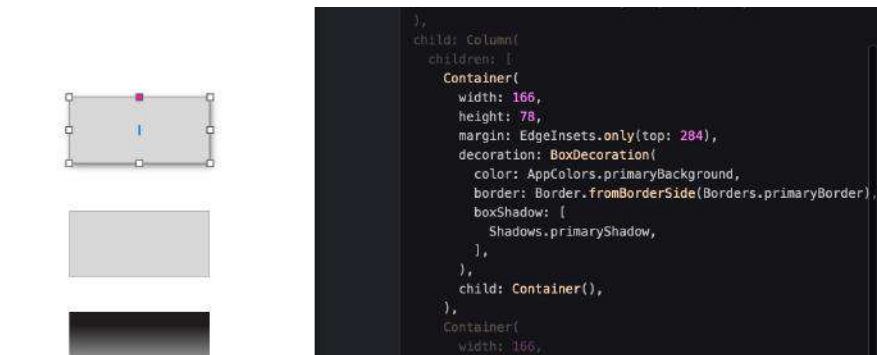 ),
child: Column(
children: [
Container(
width: 166,
height: 78,
margin: EdgeInsets.only(top: 284),
decoration: BoxDecoration(
color: AppColors.primaryBackground,
border: Border.fromBorderSide(Borders.primaryBorder),
boxShadow: [
Shadows.primaryShadow,
],
),
child: Container(),
),
Container(
width: 166,